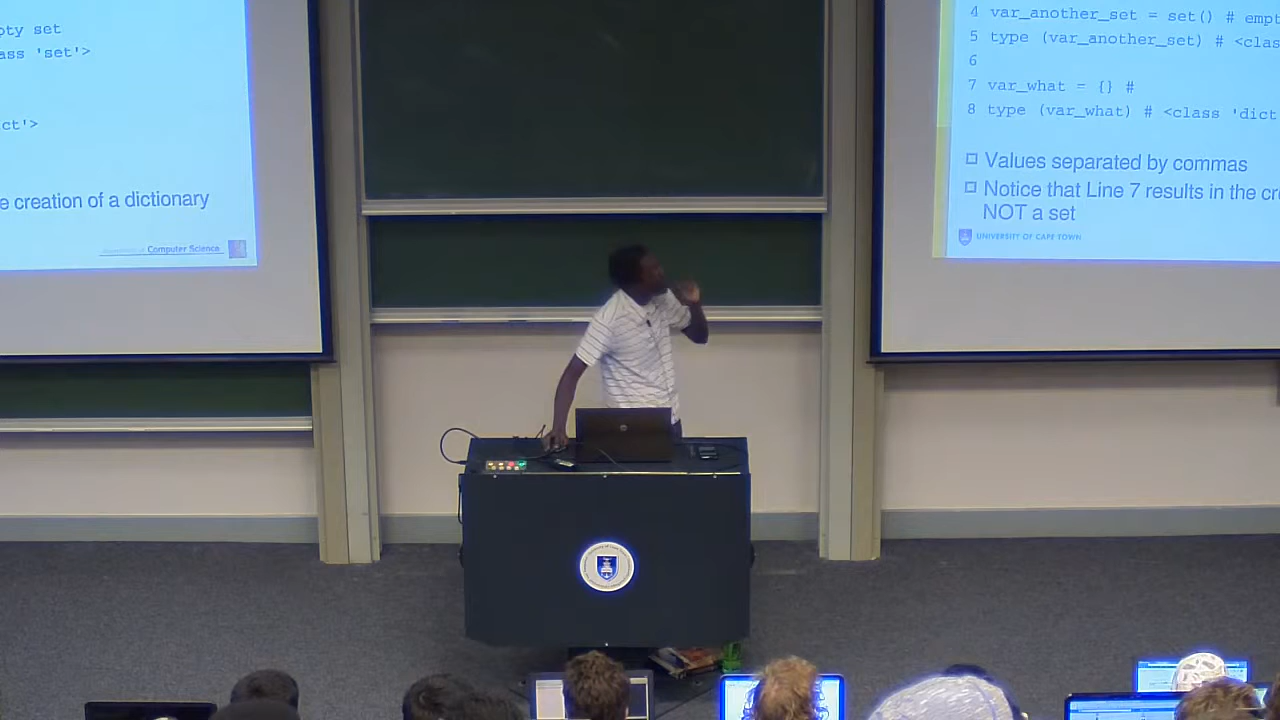 pty set
ass 'set'>
ct'>
e creation of a dictionary
Computer Science
4 var_another_set = set() # empt
5 type (var_another_set) # <clas
6
7 var_what = {} #
8 type (var_what) # <class 'dict
Values separated by commas
Notice that Line 7 results in the cr
NOT a set
UNIVERSITY OF CAPE TOWN